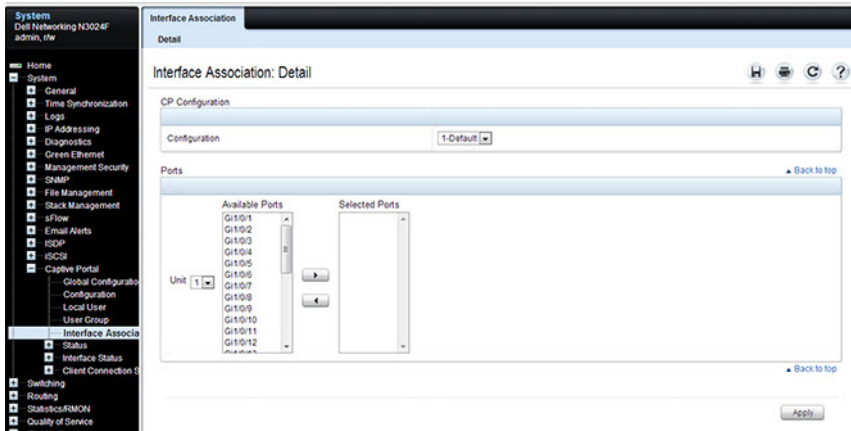 System
Dell Networking N3024F
admin, r/w
Home
System
General
Time Synchronization
Logs
IP Addressing
Diagnostics
Green Ethernet
Management Security
SNMP
File Management
Stack Management
sFlow
Email Alerts
ISDP
iSCSI
Captive Portal
Global Configuratio
Configuration
Local User
User Group
Interface Associa
Status
Interface Status
Client Connection S
Switching
Routing
Statistics/RMON
Quality of Service
Interface Association
Detail
Interface Association: Detail
CP Configuration
Configuration
1-Default
Ports
Back to top
Available Ports
Selected Ports
Unit
1
Gi1/0/1
Gi1/0/2
Gi1/0/3
Gi1/0/4
Gi1/0/5
Gi1/0/6
Gi1/0/7
Gi1/0/8
Gi1/0/9
Gi1/0/10
Gi1/0/11
Gi1/0/12
Back to top
Apply